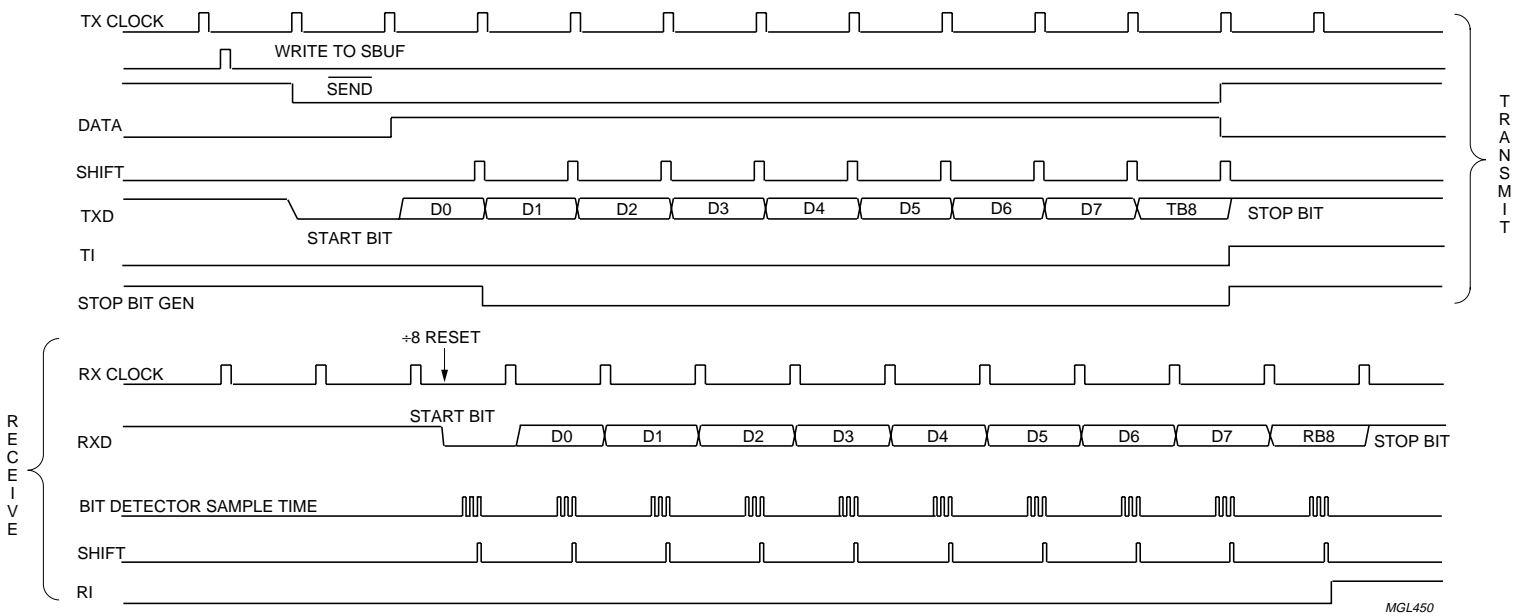 TX CLOCK
WRITE TO SBUF
SEND
DATA
SHIFT
TXD
D0 D1 D2 D3 D4 D5 D6 D7 TB8 STOP BIT
START BIT
TI
STOP BIT GEN
TRANSMIT
÷8 RESET
RX CLOCK
START BIT
RXD
D0 D1 D2 D3 D4 D5 D6 D7 RB8 STOP BIT
BIT DETECTOR SAMPLE TIME
SHIFT
RI
RECEIVE
MGL450